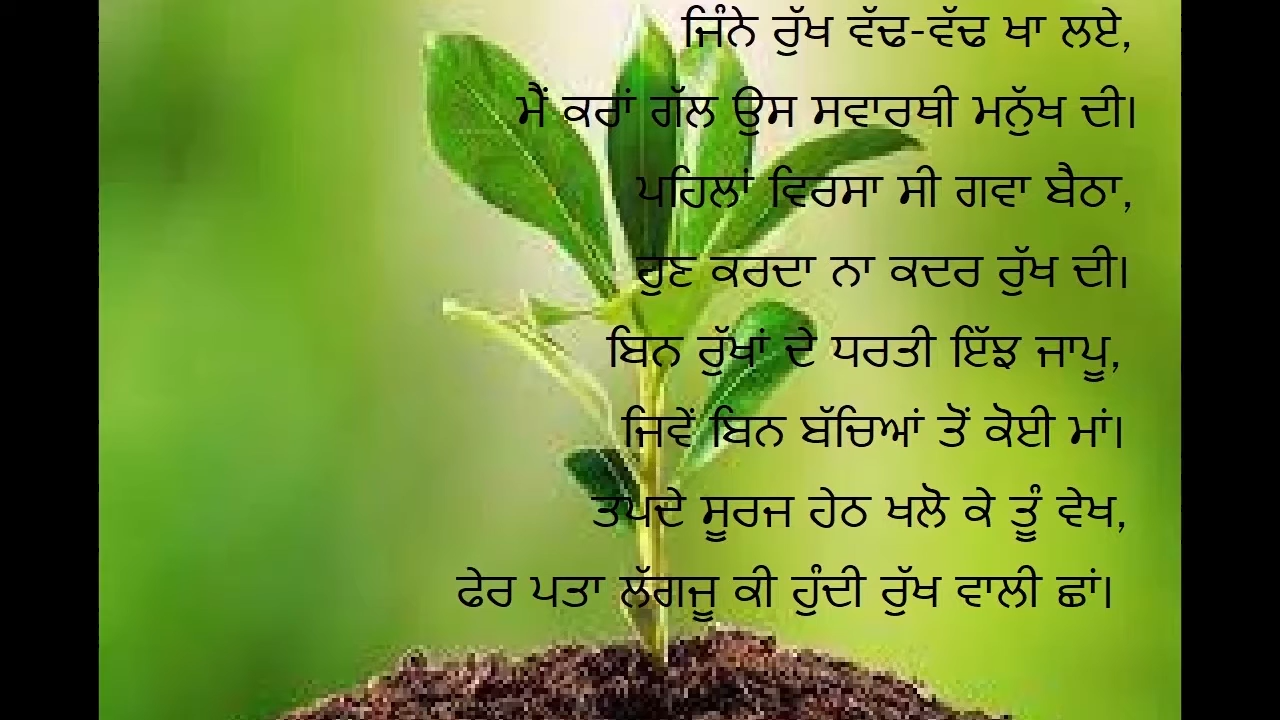 ਜਿੰਨੇ ਰੁੱਖ ਵੱਢ-ਵੱਢ ਖਾ ਲਏ,
ਮੈਂ ਕਰਾਂ ਗੱਲ ਉਸ ਸਵਾਰਥੀ ਮਨੁੱਖ ਦੀ।
ਪਹਿਲਾਂ ਵਿਰਸਾ ਸੀ ਗਵਾ ਬੈਠਾ,
ਹੁਣ ਕਰਦਾ ਨਾ ਕਦਰ ਰੁੱਖ ਦੀ।
ਬਿਨ ਰੁੱਖਾਂ ਦੇ ਧਰਤੀ ਇੱਝ ਜਾਪੂ,
ਜਿਵੇਂ ਬਿਨ ਬੱਚਿਆਂ ਤੋਂ ਕੋਈ ਮਾਂ।
ਤਪਦੇ ਸੂਰਜ ਹੇਠ ਖਲੋ ਕੇ ਤੂੰ ਵੇਖ,
ਫੇਰ ਪਤਾ ਲੱਗਜੂ ਕੀ ਹੁੰਦੀ ਰੁੱਖ ਵਾਲੀ ਛਾਂ।